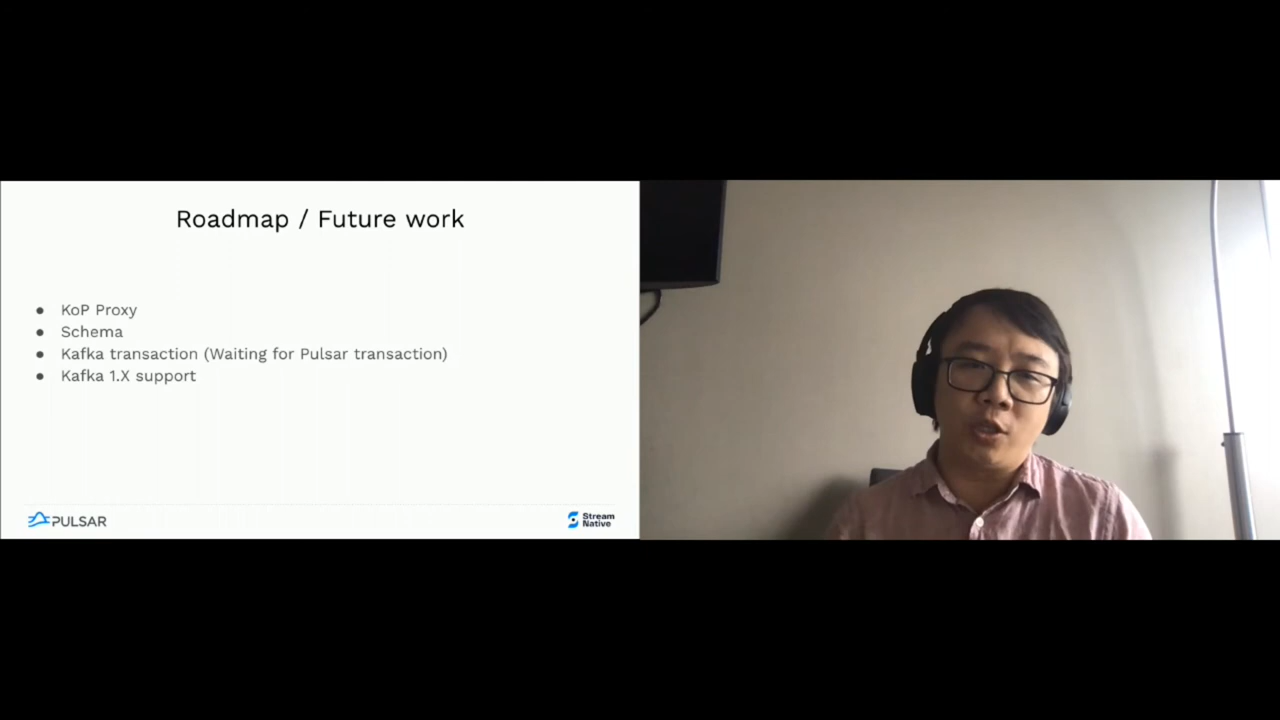 Roadmap / Future work
● KoP Proxy
● Schema
● Kafka transaction (Waiting for Pulsar transaction)
● Kafka 1.X support
PULSAR
Stream
Native